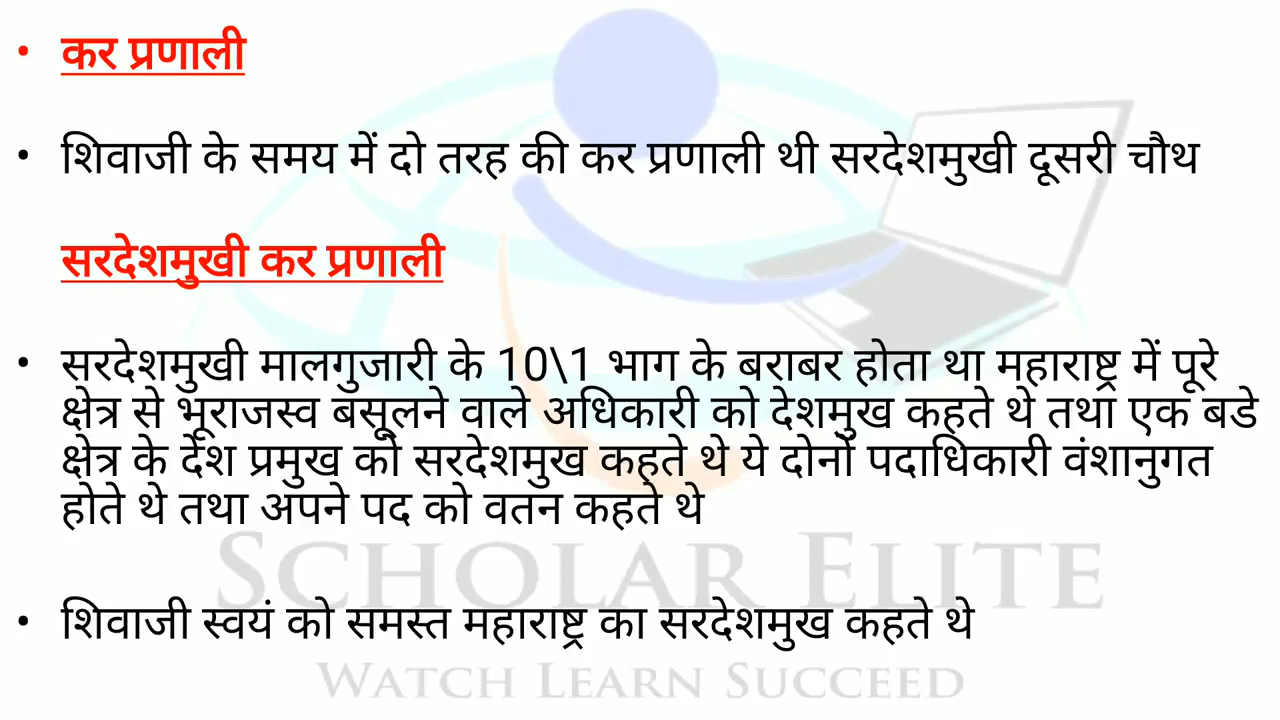 • कर प्रणाली
• शिवाजी के समय में दो तरह की कर प्रणाली थी सरदेशमुखी दूसरी चौथ
सरदेशमुखी कर प्रणाली
• सरदेशमुखी मालगुजारी के 10\1 भाग के बराबर होता था महाराष्ट्र में पूरे
क्षेत्र से भूराजस्व बसूलने वाले अधिकारी को देशमुख कहते थे तथा एक बडे
क्षेत्र के देश प्रमुख को सरदेशमुख कहते थे ये दोनों पदाधिकारी वंशानुगत
होते थे तथा अपने पद को वतन कहते थे
SCHOLAR ELITE
• शिवाजी स्वयं को समस्त महाराष्ट्र का सरदेशमुख कहते थे
WATCH LEARN SUCCEED